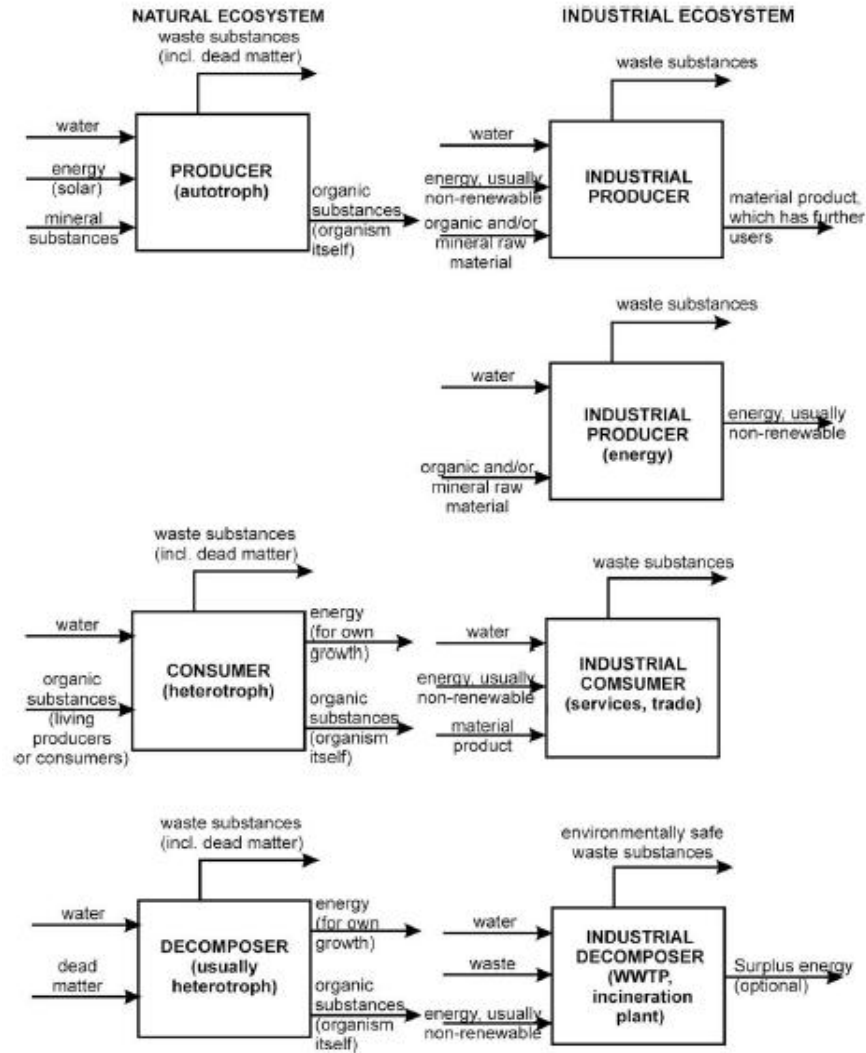 NATURAL ECOSYSTEM
waste substances
(incl. dead matter)
water
energy
(solar)
mineral
substances
PRODUCER
(autotroph)
organic
substances
(organism
itself)
INDUSTRIAL ECOSYSTEM
waste substances
water
energy, usually
non-renewable
organic and/or
mineral raw
material
INDUSTRIAL
PRODUCER
material product,
which has further
users
waste substances
water
organic and/or
mineral raw
material
INDUSTRIAL
PRODUCER
(energy)
energy, usually
non-renewable
waste substances
(incl. dead matter)
water
organic
substances
(living
producers
or consumers)
CONSUMER
(heterotroph)
energy
(for own
growth)
organic
substances
(organism
itself)
waste substances
water
energy, usually
non-renewable
material
product
INDUSTRIAL
COMSUMER
(services, trade)
waste substances
(incl. dead matter)
water
dead
matter
DECOMPOSER
(usually
heterotroph)
energy
(for own
growth)
organic
substances
(organism
itself)
environmentally safe
waste substances
water
waste
energy, usually
non-renewable
INDUSTRIAL
DECOMPOSER
(WWTP,
incineration
plant)
Surplus energy
(optional)